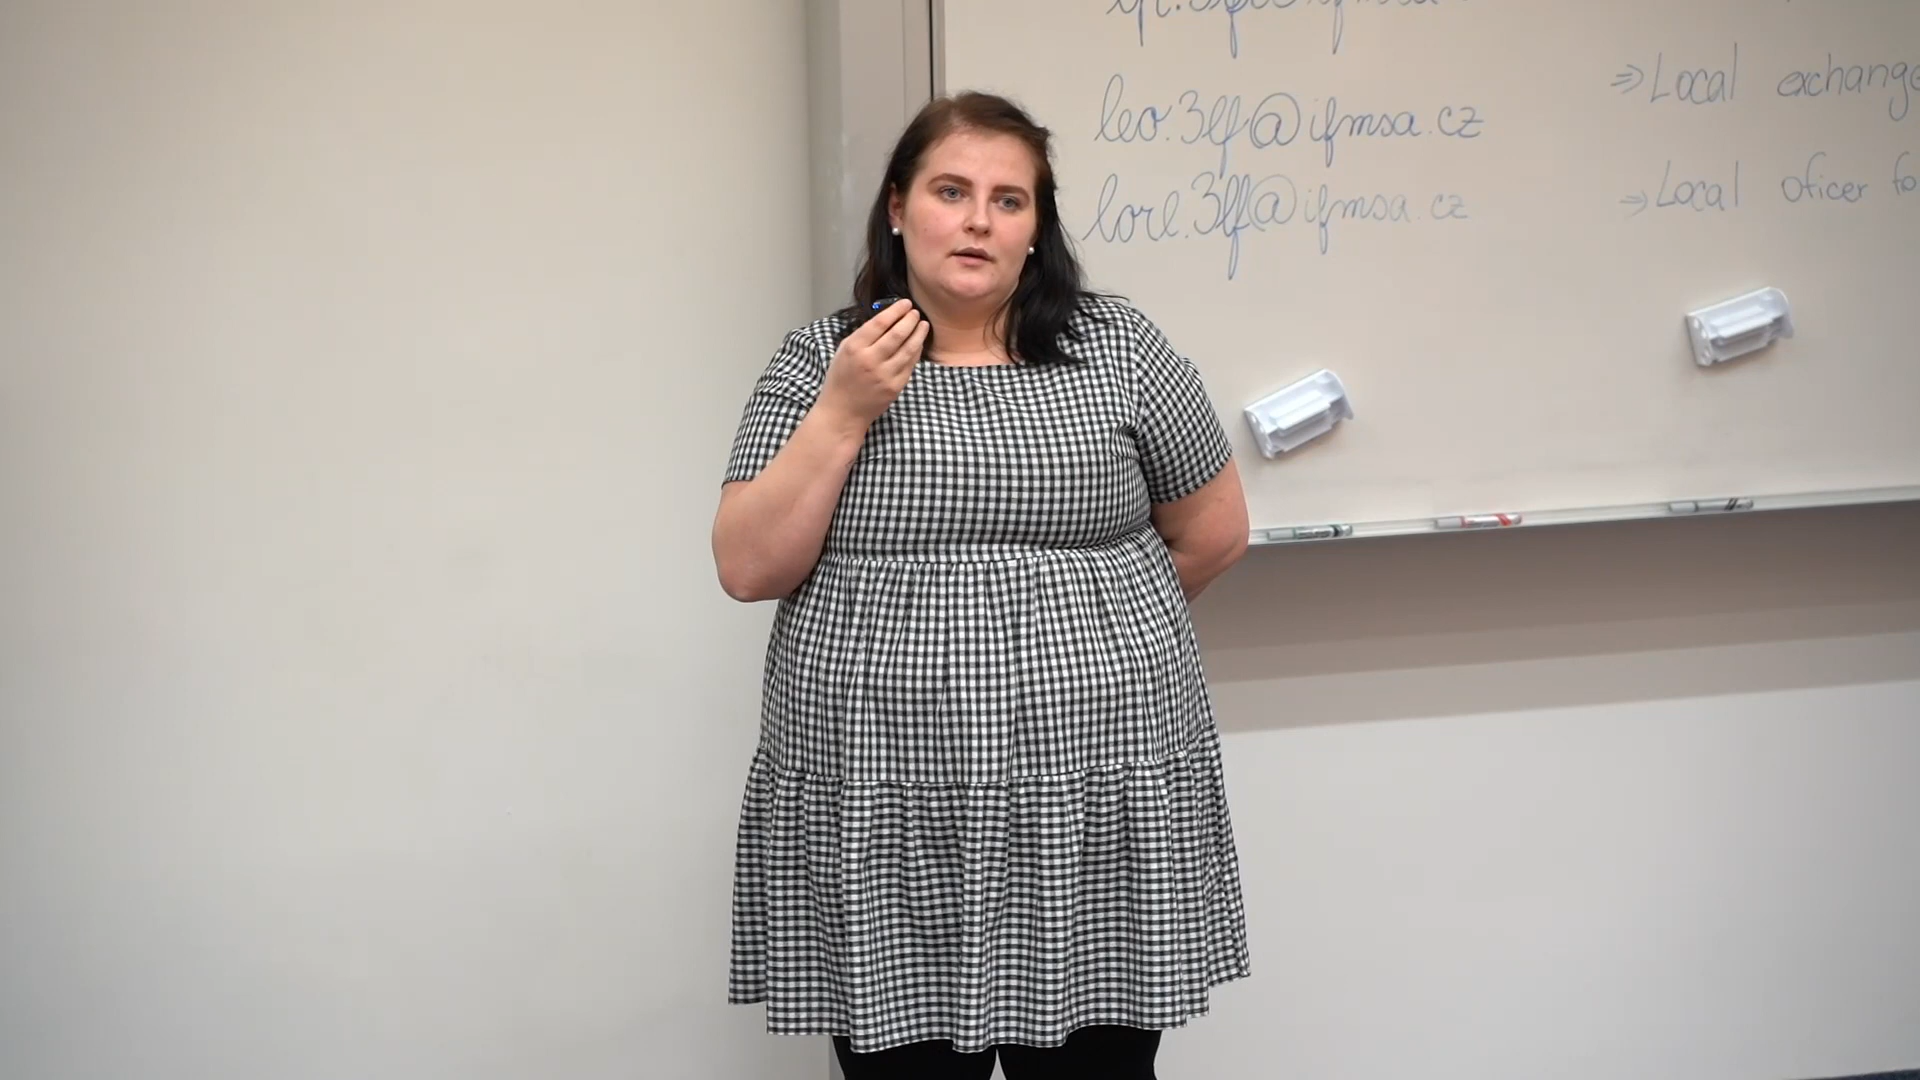 leo.3lf@ifmsa.cz
lore.3lf@ifmsa.cz
⇒ Local exchange
⇒ Local oficer fo